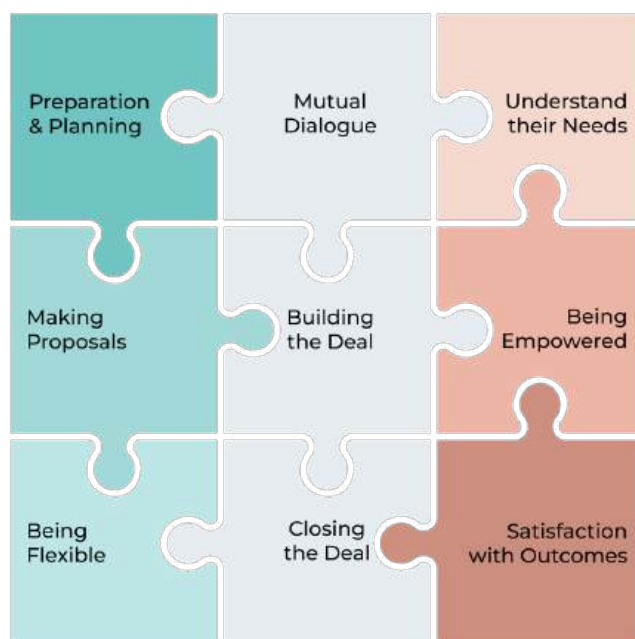 Preparation
& Planning
Mutual
Dialogue
Understand
their Needs
Making
Proposals
Building
the Deal
Being
Empowered
Being
Flexible
Closing
the Deal
Satisfaction
with Outcomes